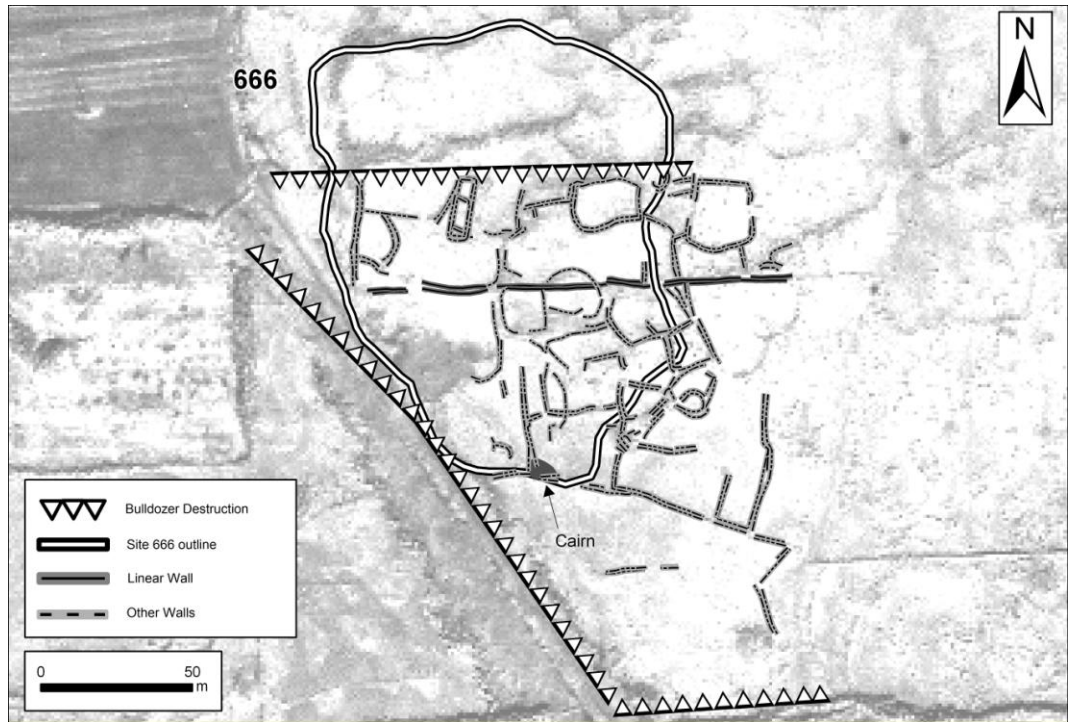 N
666
Cairn
Bulldozer Destruction
Site 666 outline
Linear Wall
Other Walls
0 50
m